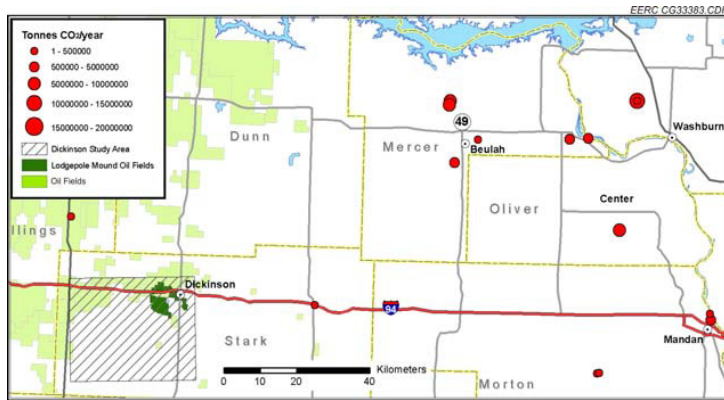 EERC CG33383.CDR
Tonnes CO₂/year
1 - 500000
500000 - 5000000
5000000 - 10000000
10000000 - 15000000
15000000 - 20000000
Dickinson Study Area
Lodgepole Mound Oil Fields
Oil Fields
Dunn
49
Mercer
Beulah
Washburn
Oliver
Center
llings
Dickinson
94
Stark
Mandan
Kilometers
0 10 20 40
Morton